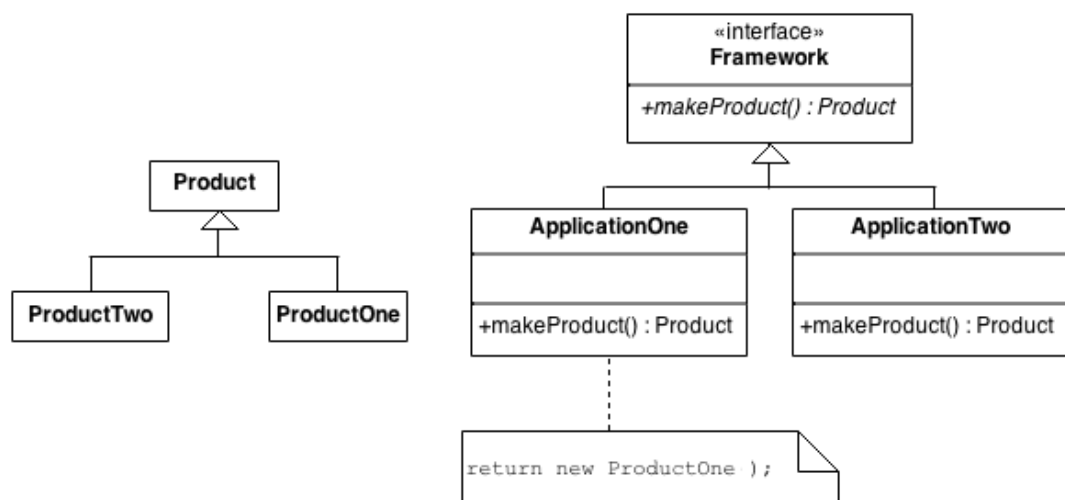 «interface»
Framework
+makeProduct() : Product
Product
ProductTwo
ProductOne
ApplicationOne
+makeProduct() : Product
ApplicationTwo
+makeProduct() : Product
return new ProductOne );